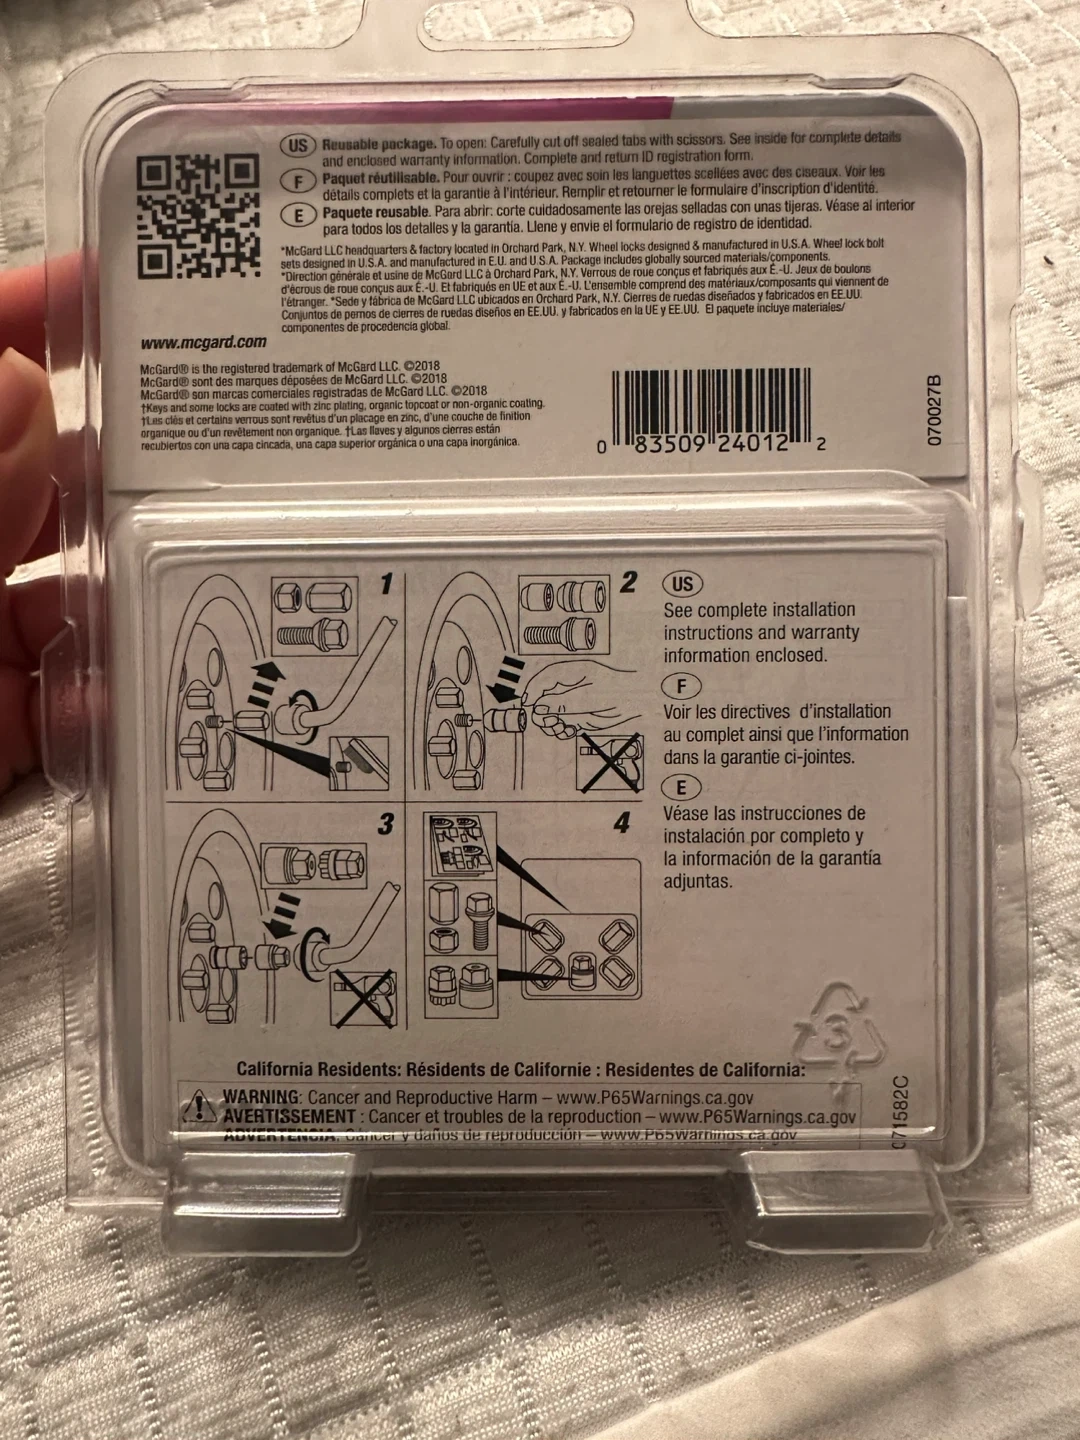 US Reusable package. To open: Carefully cut off sealed tabs with scissors. See inside for complete details
and enclosed warranty information. Complete and return ID registration form.
F Paquet réutilisable. Pour ouvrir : coupez avec soin les languettes scellées avec des ciseaux. Voir les
détails complets et la garantie à l'intérieur. Remplir et retourner le formulaire d'inscription d'identité.
E Paquete reusable. Para abrir: corte cuidadosamente las orejas selladas con unas tijeras. Véase al interior
para todos los detalles y la garantía. Llene y envie el formulario de registro de identidad.
*McGard LLC headquarters & factory located in Orchard Park, N.Y. Wheel locks designed & manufactured in U.S.A. Wheel lock bolt
sets designed in U.S.A. and manufactured in E.U. and U.S.A. Package includes globally sourced materials/components.
*Direction générale et usine de McGard LLC à Orchard Park, N.Y. Verrous de roue conçus et fabriqués aux É.-U. Jeux de boulons
d'écrous de roue conçus aux É.-U. Et fabriqués en UE et aux É.-U. L'ensemble comprend des matériaux/composants qui viennent de
l'étranger. *Sede y fábrica de McGard LLC ubicados en Orchard Park, N.Y. Cierres de ruedas diseñados y fabricados en EE.UU.
Conjuntos de pernos de cierres de ruedas diseños en EE.UU. y fabricados en la UE y EE.UU. El paquete incluye materiales/
componentes de procedencia global.
www.mcgard.com
McGard® is the registered trademark of McGard LLC. ©2018
McGard® sont des marques déposées de McGard LLC. ©2018
McGard® son marcas comerciales registradas de McGard LLC. ©2018
†Keys and some locks are coated with zinc plating, organic topcoat or non-organic coating.
†Les clés et certains verrous sont revêtus d'un placage en zinc, d'une couche de finition
organique ou d'un revêtement non organique. †Las llaves y algunos cierres están
recubiertos con una capa cincada, una capa superior orgánica o una capa inorgánica.
0 83509 24012 2
070027B
1
2
3
4
US
See complete installation
instructions and warranty
information enclosed.
F
Voir les directives d'installation
au complet ainsi que l'information
dans la garantie ci-jointes.
E
Véase las instrucciones de
instalación por completo y
la información de la garantía
adjuntas.
3
California Residents: Résidents de Californie : Residentes de California:
WARNING: Cancer and Reproductive Harm – www.P65Warnings.ca.gov
AVERTISSEMENT : Cancer et troubles de la reproduction – www.P65Warnings.ca.gov
ADVERTENCIA: Cáncer y daños de reproducción – www.P65Warnings.ca.gov
071582C